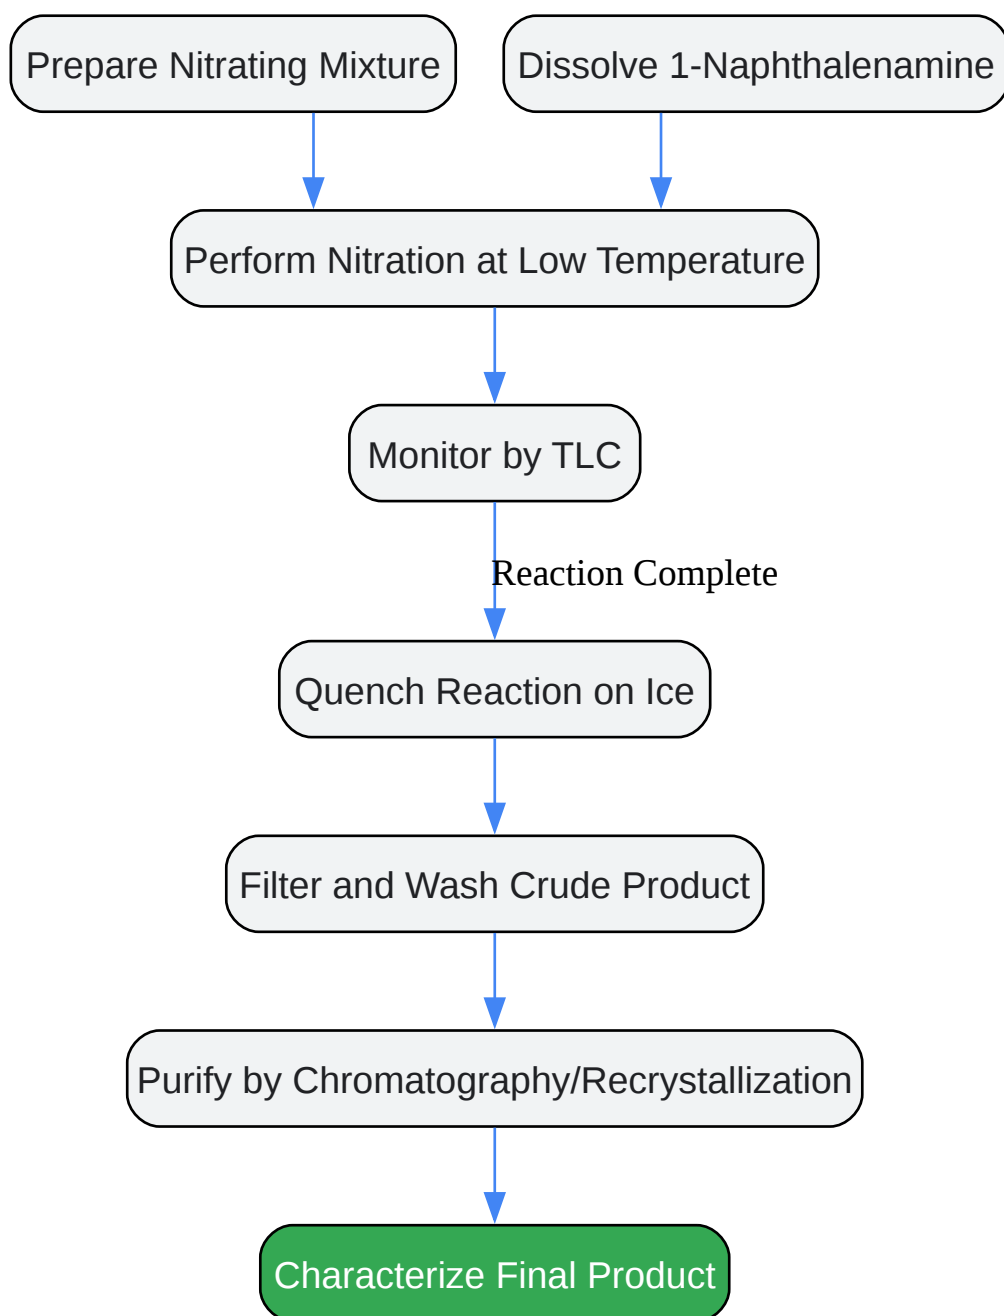 Prepare Nitrating Mixture
Dissolve 1-Naphthalenamine
Perform Nitration at Low Temperature
Monitor by TLC
Reaction Complete
Quench Reaction on Ice
Filter and Wash Crude Product
Purify by Chromatography/Recrystallization
Characterize Final Product